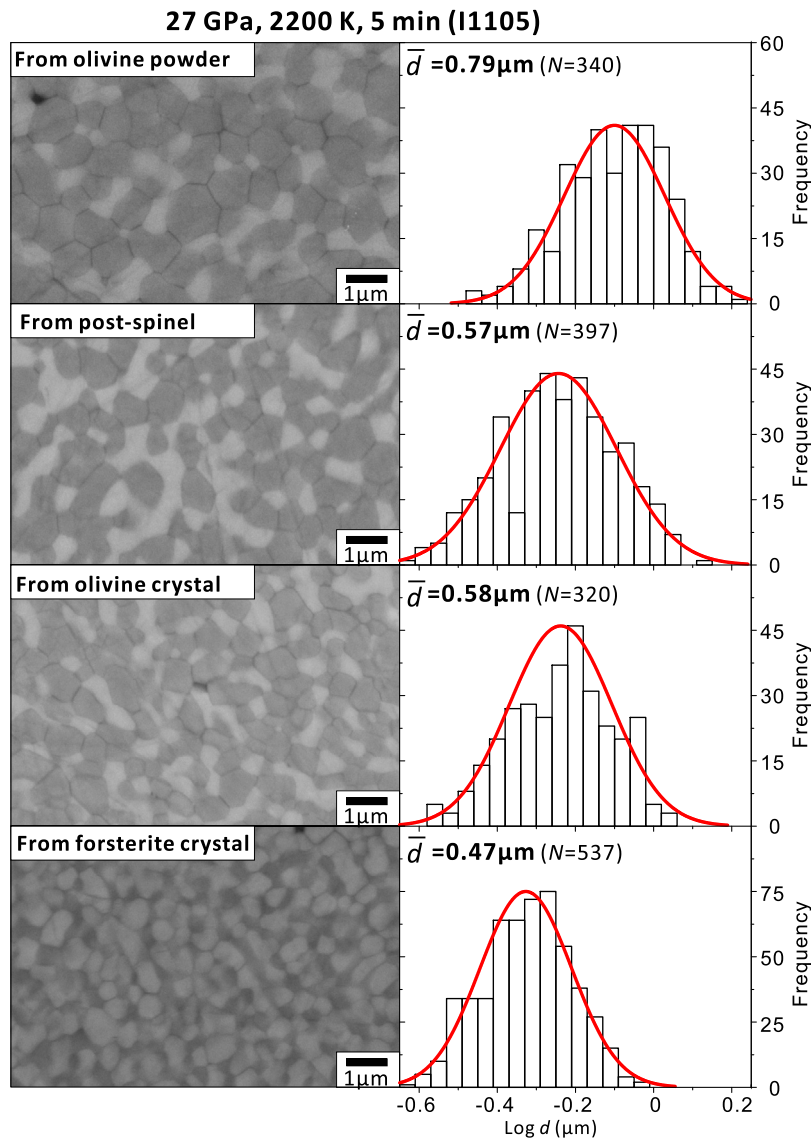 27 GPa, 2200 K, 5 min (I1105)
From olivine powder
1μm
d̅ =0.79μm (N=340)
60
45
30
15
0
Frequency
From post-spinel
1μm
d̅ =0.57μm (N=397)
45
30
15
0
Frequency
From olivine crystal
1μm
d̅ =0.58μm (N=320)
45
30
15
0
Frequency
From forsterite crystal
1μm
d̅ =0.47μm (N=537)
75
50
25
0
Frequency
-0.6 -0.4 -0.2 0 0.2
Log d (μm)